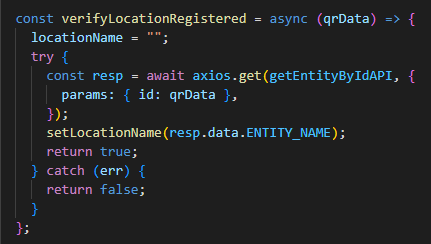 const verifyLocationRegistered = async (qrData) => {
  locationName = "";
  try {
    const resp = await axios.get(getEntityByIdAPI, {
      params: { id: qrData },
    });
    setLocationName(resp.data.ENTITY_NAME);
    return true;
  } catch (err) {
    return false;
  }
};